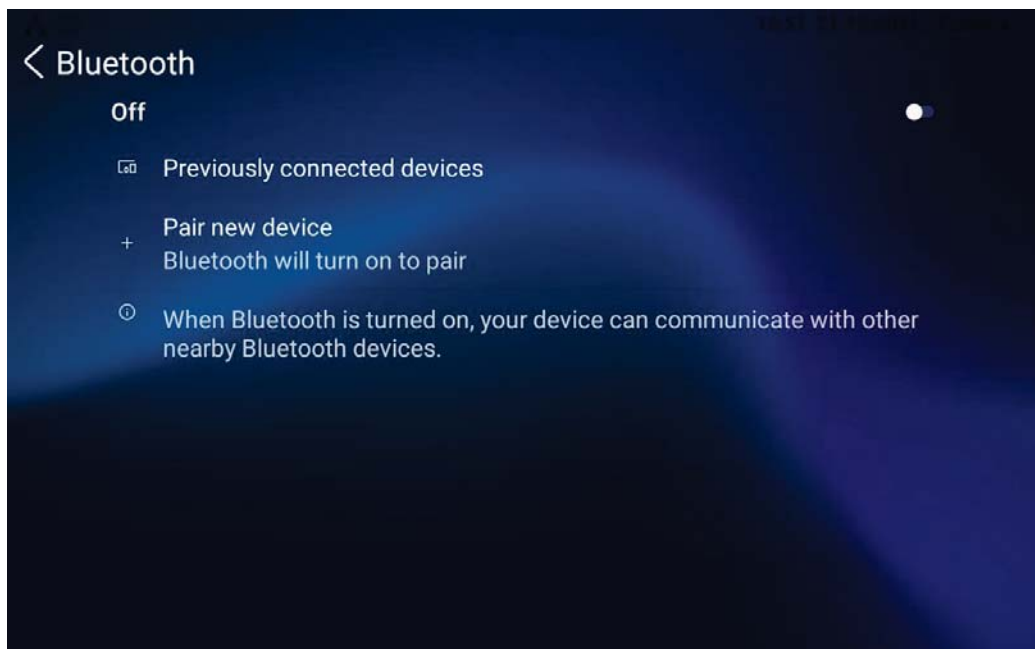 Bluetooth
Off
Previously connected devices
Pair new device
Bluetooth will turn on to pair
When Bluetooth is turned on, your device can communicate with other
nearby Bluetooth devices.